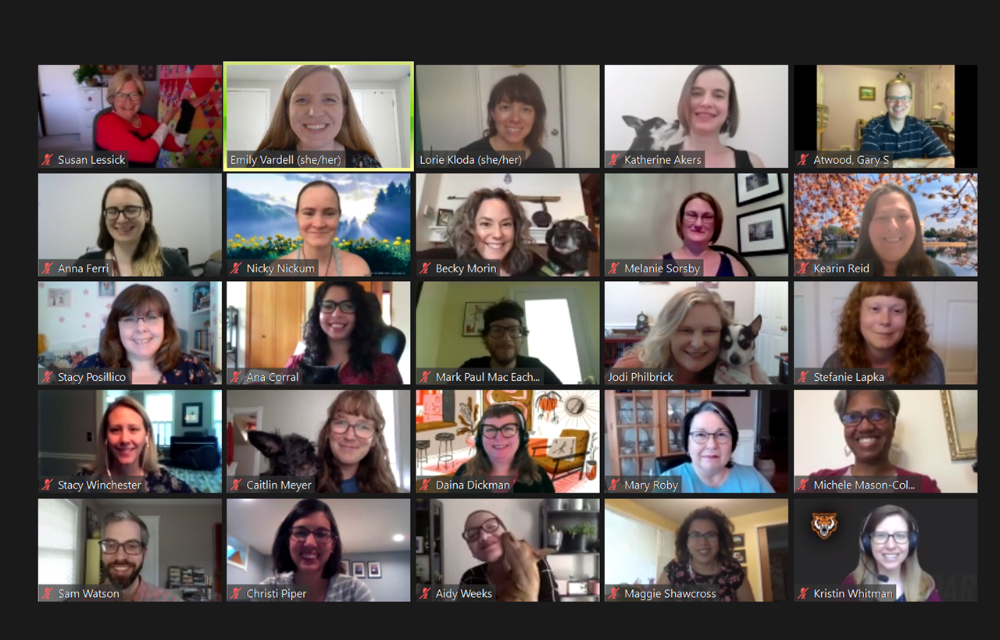 Susan Lessick
Emily Vardell (she/her)
Lorie Kloda (she/her)
Katherine Akers
Atwood, Gary S
Anna Ferri
Nicky Nickum
Becky Morin
Melanie Sorsby
Kearin Reid
Stacy Posillico
Ana Corral
Mark Paul Mac Each...
Jodi Philbrick
Stefanie Lapka
Stacy Winchester
Caitlin Meyer
Daina Dickman
Mary Roby
Michele Mason-Col...
Sam Watson
Christi Piper
Aidy Weeks
Maggie Shawcross
Kristin Whitman